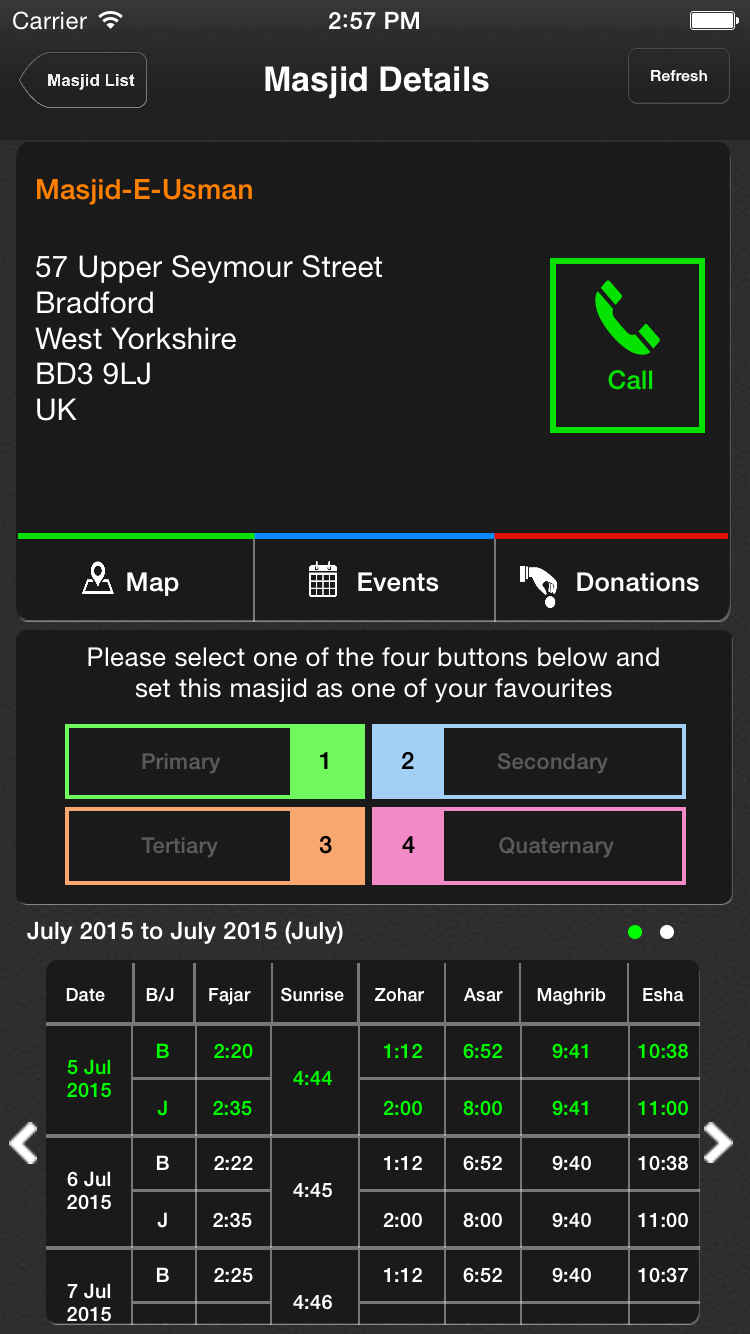 Carrier 2:57 PM
Masjid List Masjid Details Refresh
Masjid-E-Usman
57 Upper Seymour Street
Bradford
West Yorkshire
BD3 9LJ
UK
Call
Map Events Donations
Please select one of the four buttons below and
set this masjid as one of your favourites
Primary 1 2 Secondary
Tertiary 3 4 Quaternary
July 2015 to July 2015 (July)
Date B/J Fajar Sunrise Zohar Asar Maghrib Esha
5 Jul
2015
B 2:20 4:44 1:12 6:52 9:41 10:38
J 2:35 2:00 8:00 9:41 11:00
6 Jul
2015
B 2:22 4:45 1:12 6:52 9:40 10:38
J 2:35 2:00 8:00 9:40 11:00
7 Jul
2015
B 2:25 4:46 1:12 6:52 9:40 10:37